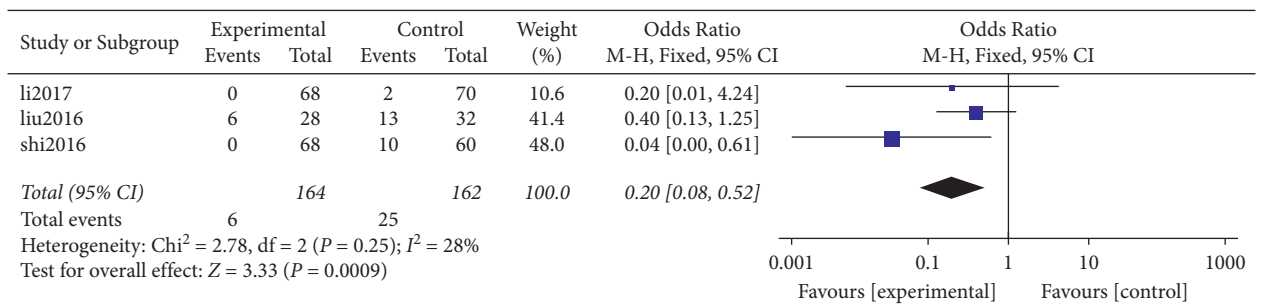 Study or Subgroup Experimental Control Weight Odds Ratio Odds Ratio
Events Total Events Total (%) M-H, Fixed, 95% CI M-H, Fixed, 95% CI
li2017 0 68 2 70 10.6 0.20 [0.01, 4.24]
liu2016 6 28 13 32 41.4 0.40 [0.13, 1.25]
shi2016 0 68 10 60 48.0 0.04 [0.00, 0.61]
Total (95% CI) 164 162 100.0 0.20 [0.08, 0.52]
Total events 6 25
Heterogeneity: Chi² = 2.78, df = 2 (P = 0.25); I² = 28%
Test for overall effect: Z = 3.33 (P = 0.0009)
0.001 0.1 1 10 1000
Favours [experimental] Favours [control]